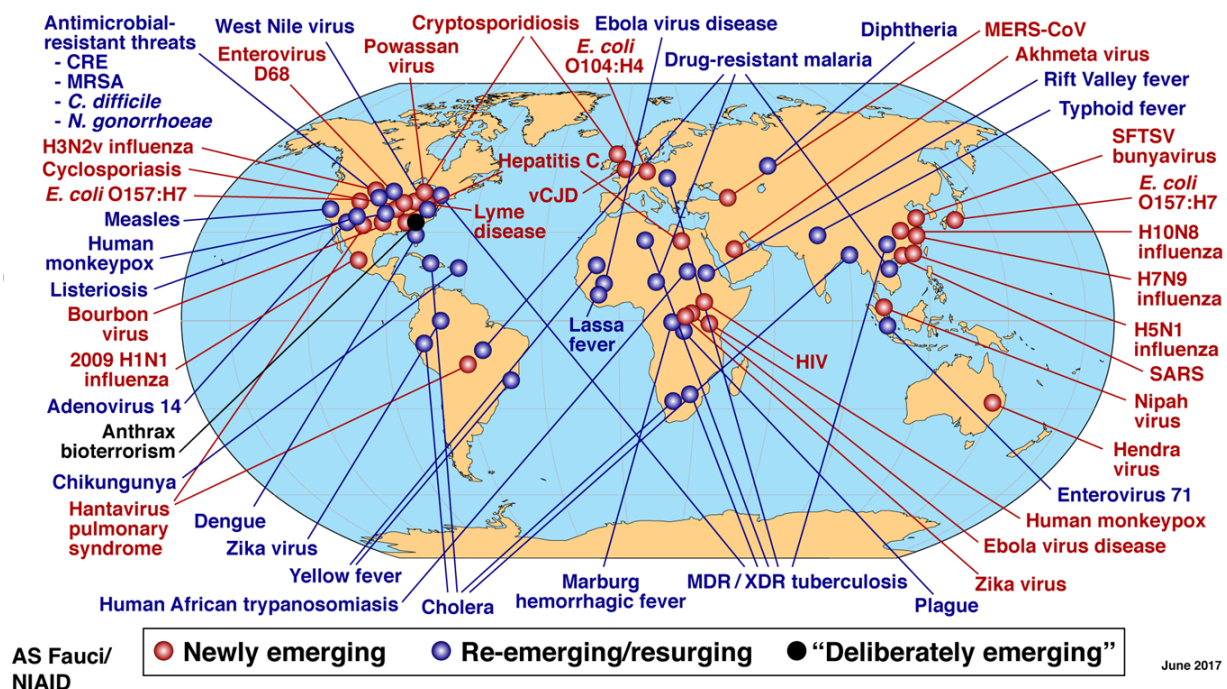 Antimicrobial-
resistant threats
- CRE
- MRSA
- C. difficile
- N. gonorrhoeae
West Nile virus
Enterovirus
D68
Powassan
virus
Cryptosporidiosis
E. coli
O104:H4
Ebola virus disease
Drug-resistant malaria
Diphtheria
MERS-CoV
Akhmeta virus
Rift Valley fever
Typhoid fever
SFTSV
bunyavirus
E. coli
O157:H7
H10N8
influenza
H7N9
influenza
H5N1
influenza
SARS
Nipah
virus
Hendra
virus
Enterovirus 71
Human monkeypox
Ebola virus disease
Zika virus
Plague
MDR / XDR tuberculosis
Marburg
hemorrhagic fever
Cholera
Human African trypanosomiasis
Yellow fever
Zika virus
Dengue
H3N2v influenza
Cyclosporiasis
E. coli O157:H7
Measles
Human
monkeypox
Listeriosis
Bourbon
virus
2009 H1N1
influenza
Adenovirus 14
Anthrax
bioterrorism
Chikungunya
Hantavirus
pulmonary
syndrome
Hepatitis C
vCJD
Lyme
disease
Lassa
fever
HIV
AS Fauci/
NIAID
Newly emerging
Re-emerging/resurging
“Deliberately emerging”
June 2017